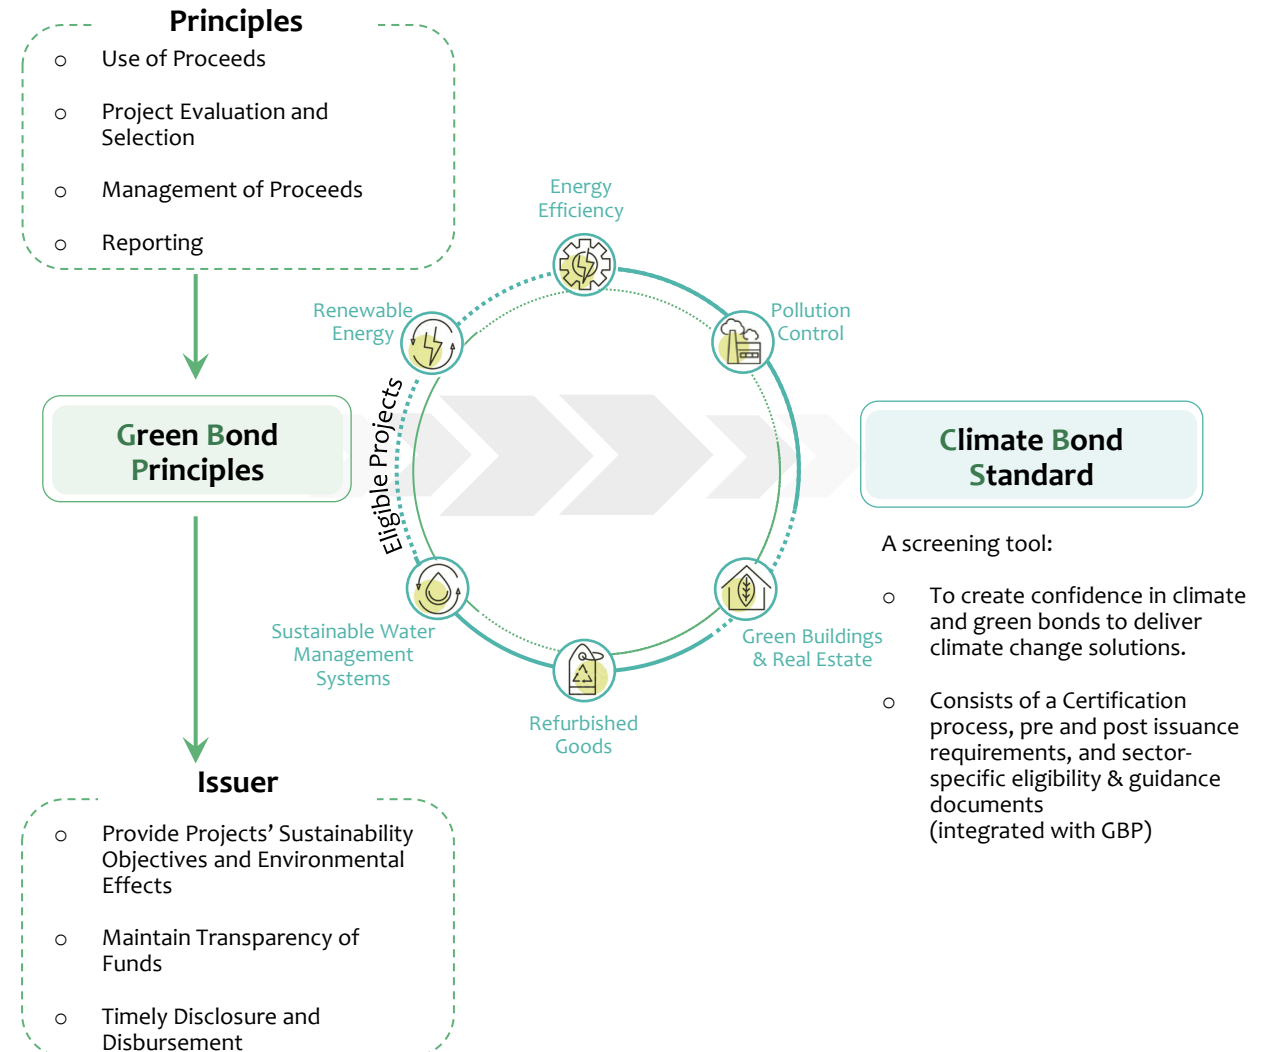 Principles
o Use of Proceeds
o Project Evaluation and
Selection
o Management of Proceeds
o Reporting
Green Bond
Principles
Issuer
o Provide Projects’ Sustainability
Objectives and Environmental
Effects
o Maintain Transparency of
Funds
o Timely Disclosure and
Disbursement
Eligible Projects
Energy
Efficiency
Renewable
Energy
Pollution
Control
Sustainable Water
Management
Systems
Refurbished
Goods
Green Buildings
& Real Estate
Climate Bond
Standard
A screening tool:
o To create confidence in climate
and green bonds to deliver
climate change solutions.
o Consists of a Certification
process, pre and post issuance
requirements, and sector-
specific eligibility & guidance
documents
(integrated with GBP)